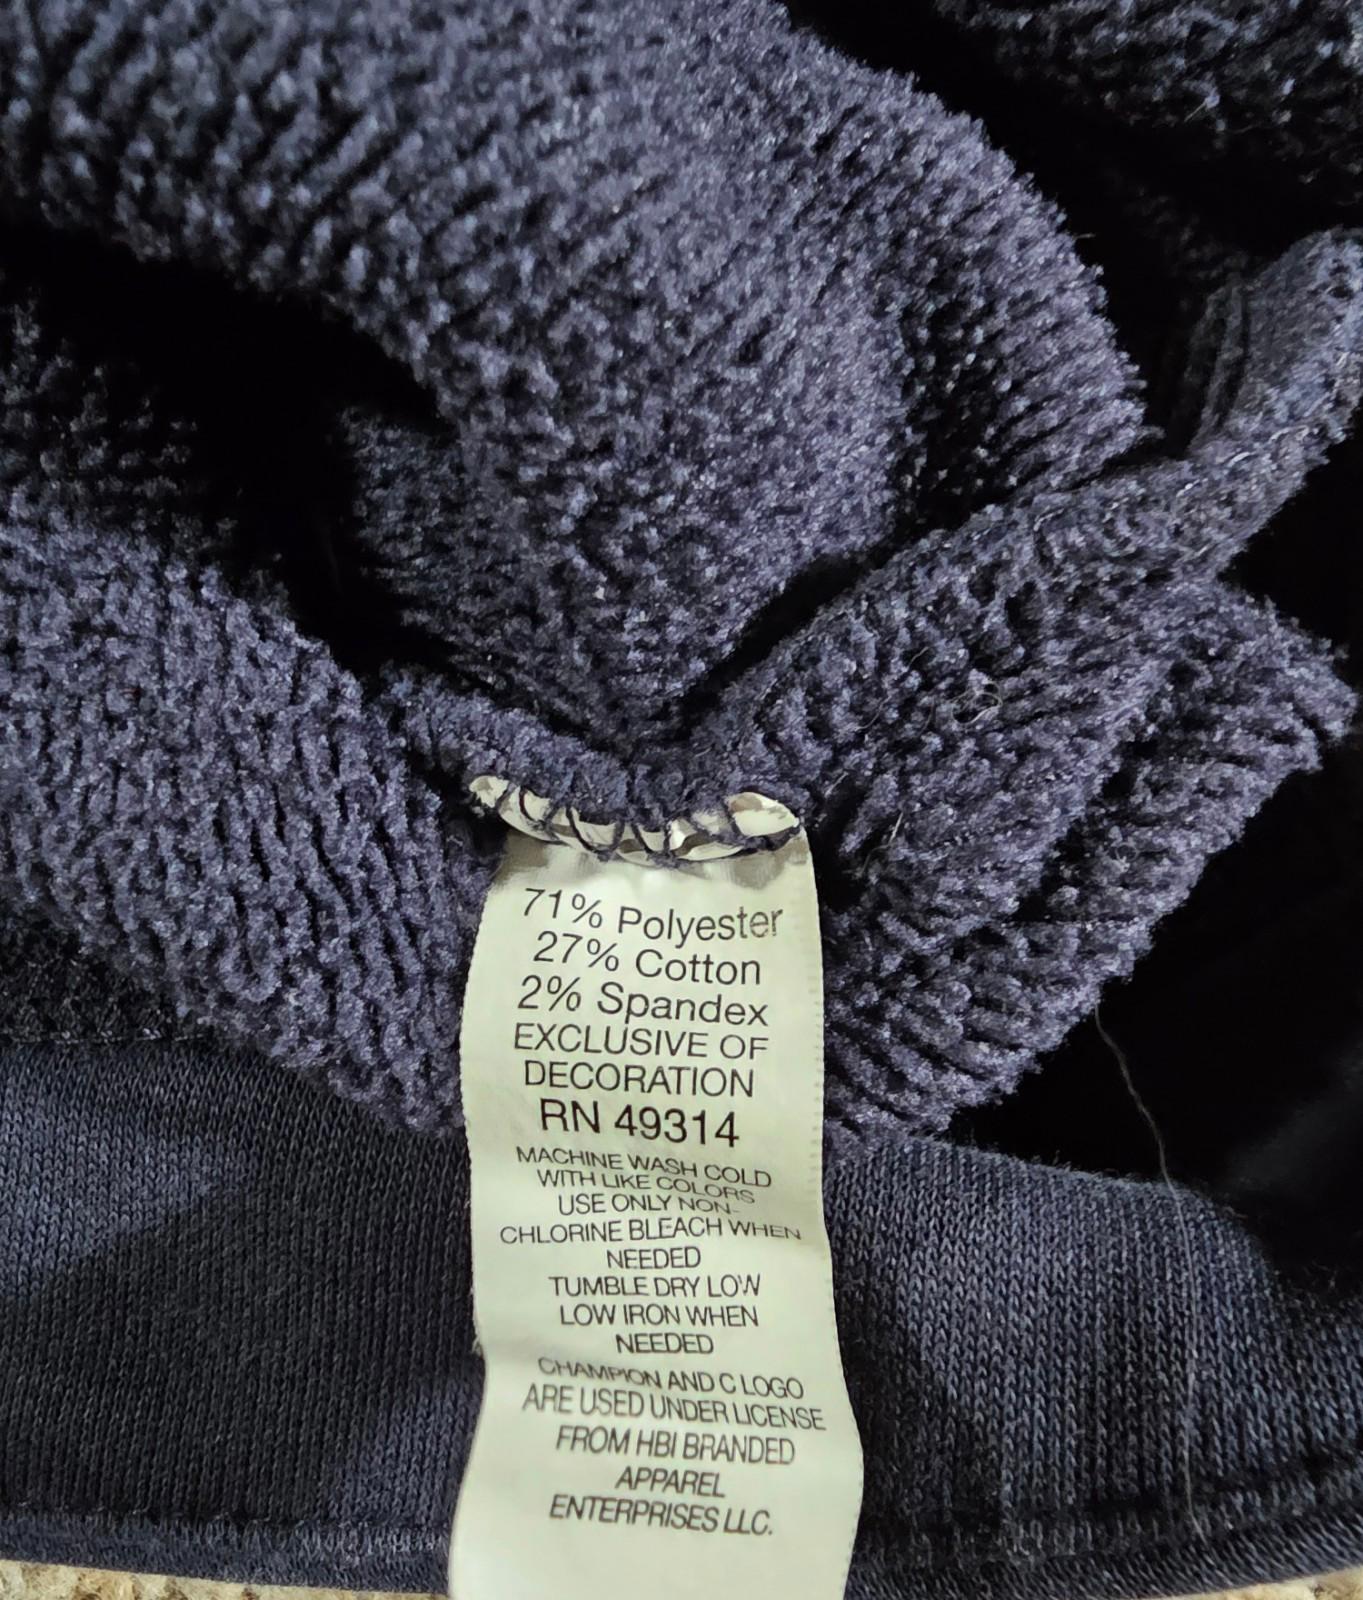 71% Polyester
27% Cotton
2% Spandex
EXCLUSIVE OF
DECORATION
RN 49314
MACHINE WASH COLD
WITH LIKE COLORS
USE ONLY NON-
CHLORINE BLEACH WHEN
NEEDED
TUMBLE DRY LOW
LOW IRON WHEN
NEEDED
CHAMPION AND C LOGO
ARE USED UNDER LICENSE
FROM HBI BRANDED
APPAREL
ENTERPRISES LLC.